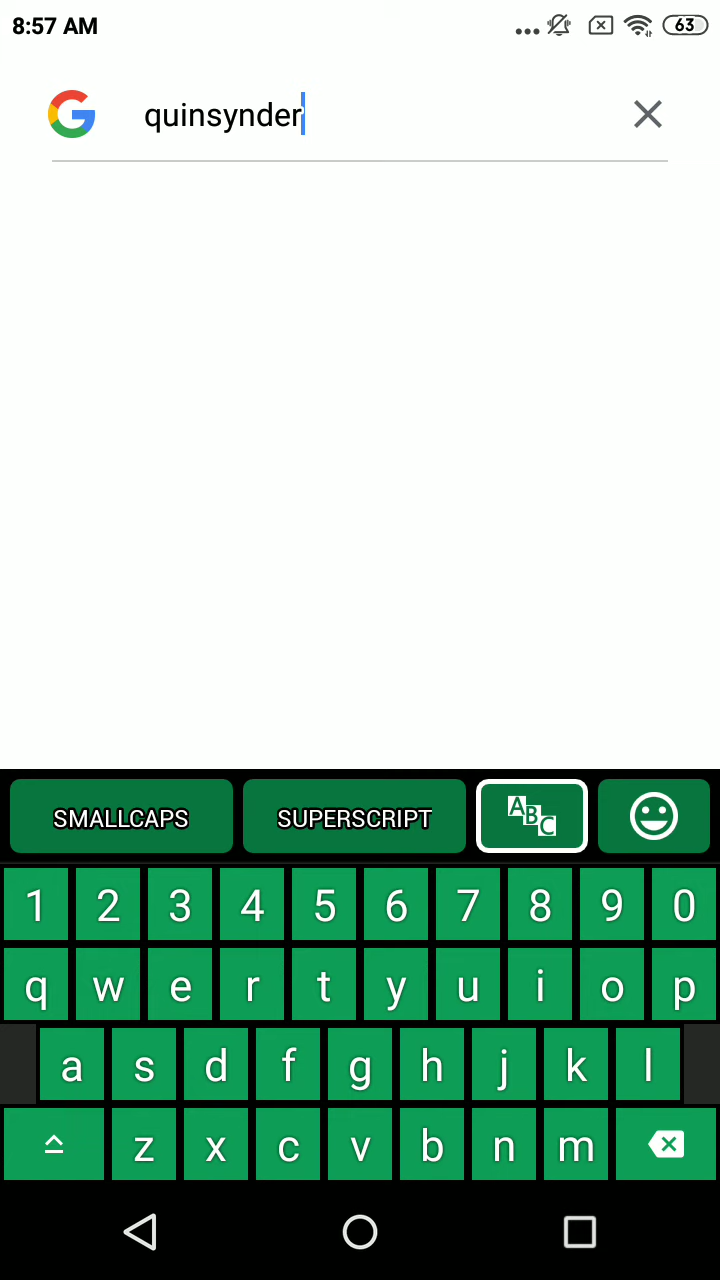 8:57 AM 63
quinsynder
SMALLCAPS SUPERSCRIPT ABC
1 2 3 4 5 6 7 8 9 0
q w e r t y u i o p
a s d f g h j k l
z x c v b n m